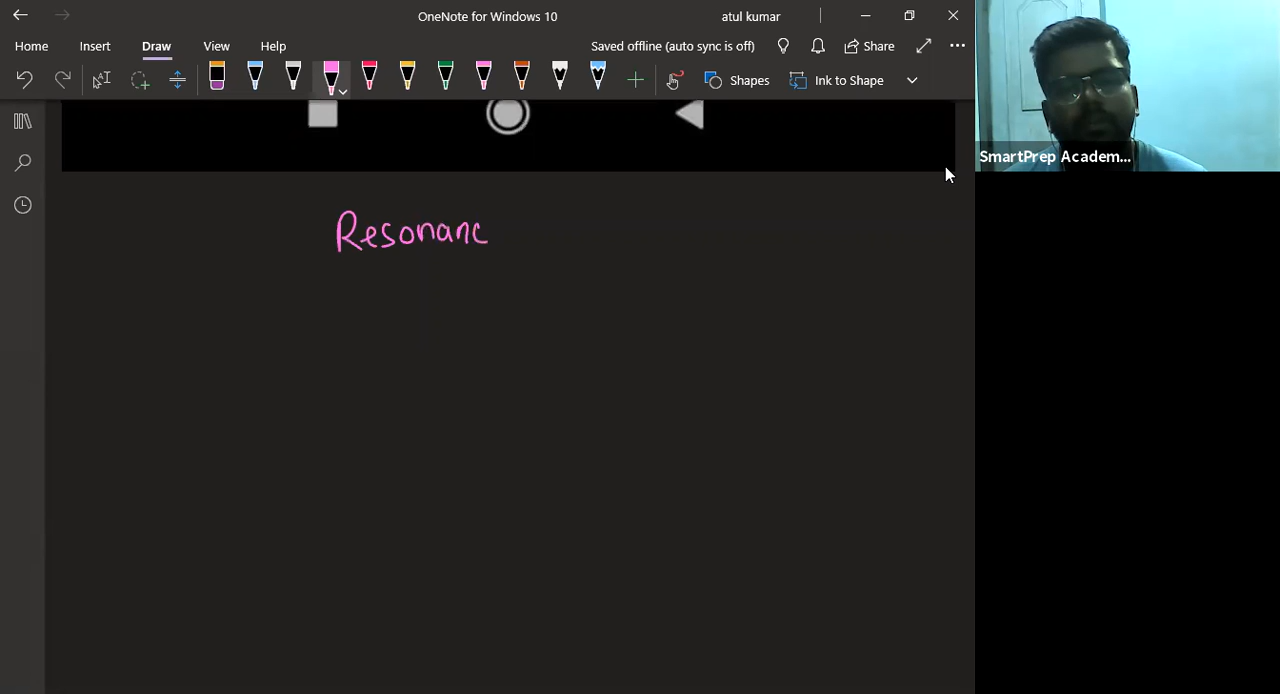 OneNote for Windows 10
atul kumar
Home Insert Draw View Help
Saved offline (auto sync is off)
Share
Shapes
Ink to Shape
SmartPrep Academ...
Resonanc